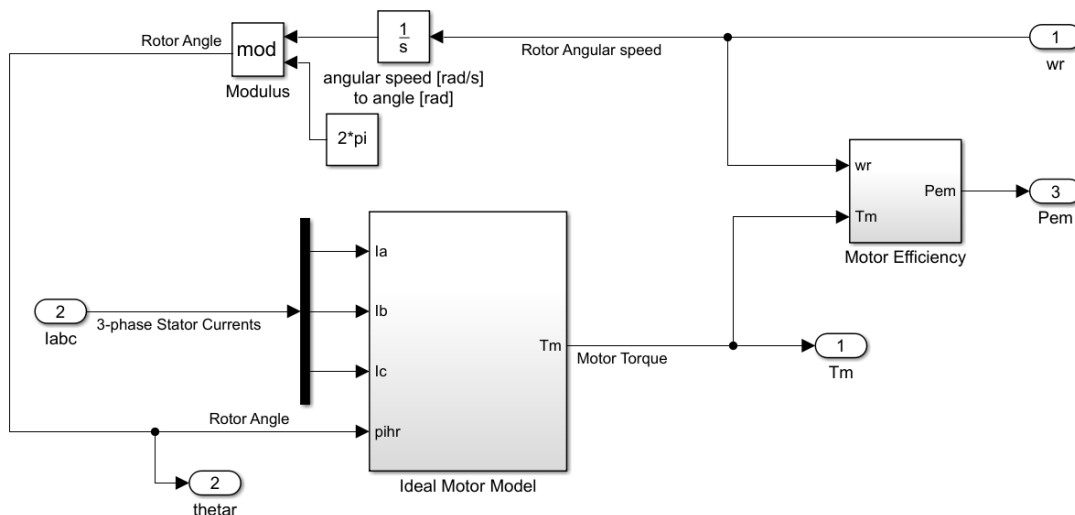 Rotor Angle
mod
Modulus
1
s
angular speed [rad/s]
to angle [rad]
2*pi
Rotor Angular speed
1
wr
wr
Tm
Pem
Motor Efficiency
3
Pem
2
Iabc
3-phase Stator Currents
Ia
Ib
Ic
pihr
Tm
Ideal Motor Model
Motor Torque
1
Tm
Rotor Angle
2
thetar